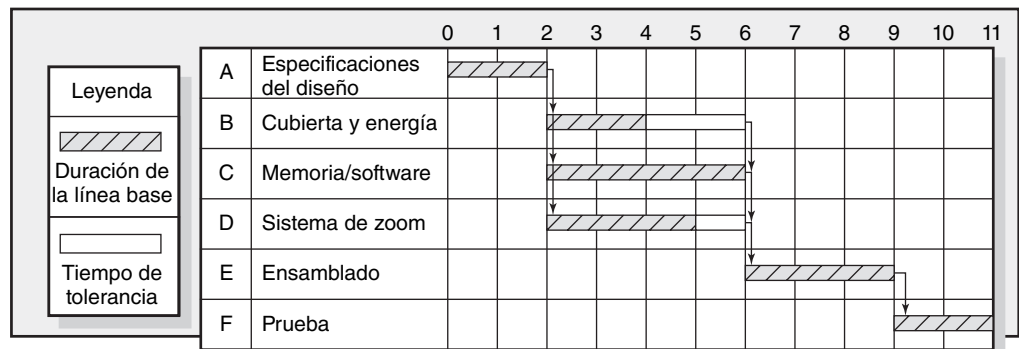 0 1 2 3 4 5 6 7 8 9 10 11
Leyenda
Duración de
la línea base
Tiempo de
tolerancia
A Especificaciones
del diseño
B Cubierta y energía
C Memoria/software
D Sistema de zoom
E Ensamblado
F Prueba